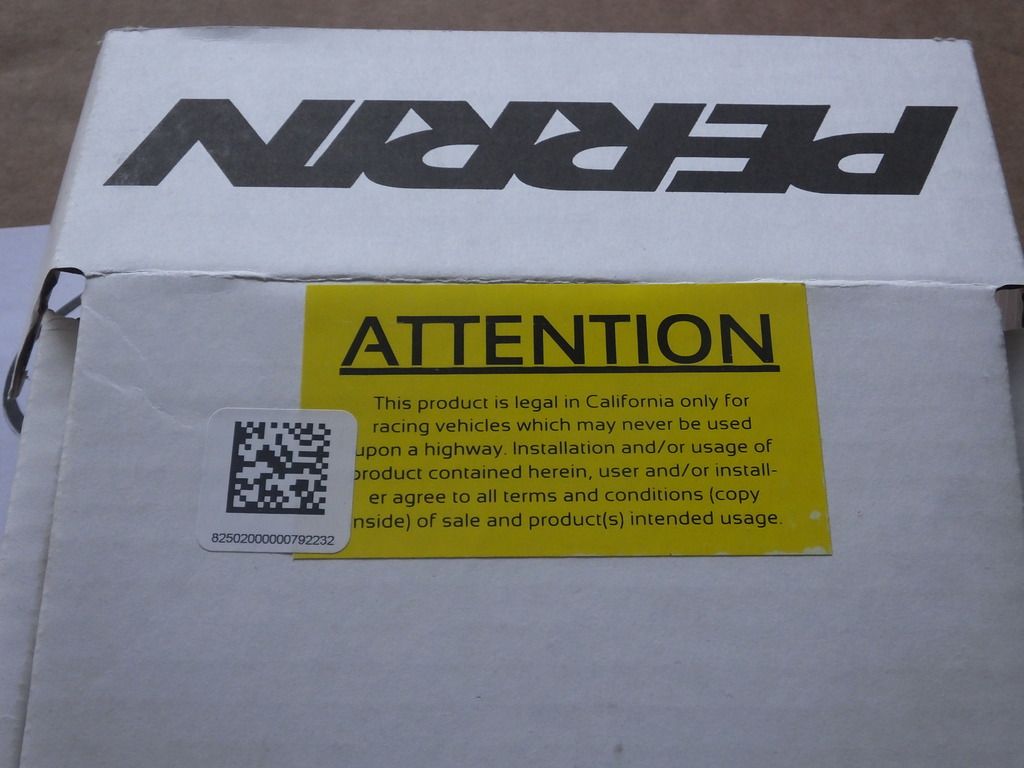 PERRIN
ATTENTION
This product is legal in California only for
racing vehicles which may never be used
upon a highway. Installation and/or usage of
product contained herein, user and/or install-
er agree to all terms and conditions (copy
inside) of sale and product(s) intended usage.
82502000000792232